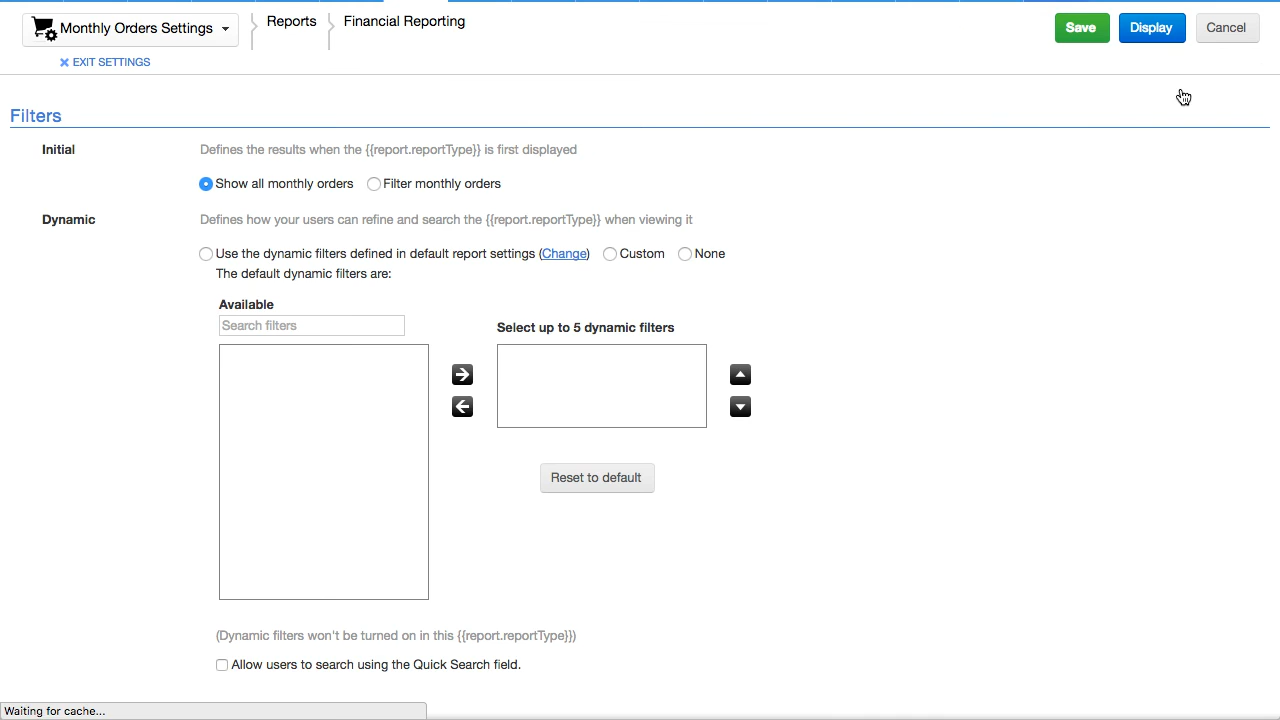 Monthly Orders Settings
Reports
Financial Reporting
Save
Display
Cancel
EXIT SETTINGS
Filters
Initial
Defines the results when the {{report.reportType}} is first displayed
Show all monthly orders
Filter monthly orders
Dynamic
Defines how your users can refine and search the {{report.reportType}} when viewing it
Use the dynamic filters defined in default report settings (Change)
Custom
None
The default dynamic filters are:
Available
Search filters
Select up to 5 dynamic filters
Reset to default
(Dynamic filters won't be turned on in this {{report.reportType}})
Allow users to search using the Quick Search field.
Waiting for cache...